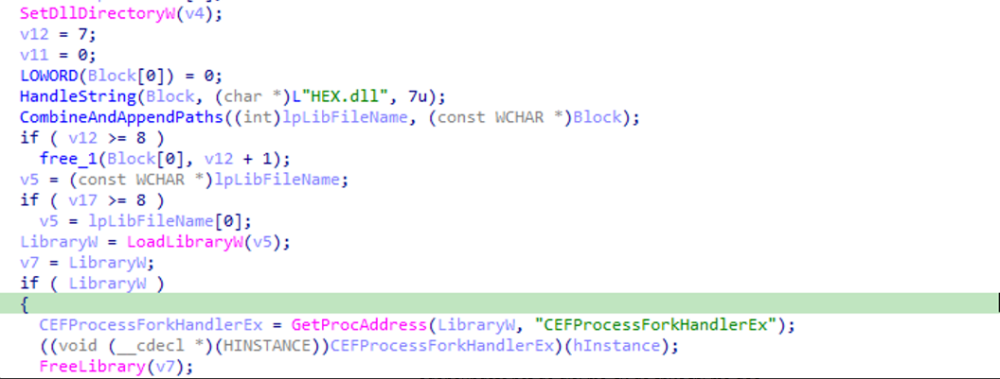 SetDllDirectoryW(v4);
v12 = 7;
v11 = 0;
LOWORD(Block[0]) = 0;
HandleString(Block, (char *)L"HEX.dll", 7u);
CombineAndAppendPaths((int)lpLibFileName, (const WCHAR *)Block);
if ( v12 >= 8 )
free_1(Block[0], v12 + 1);
v5 = (const WCHAR *)lpLibFileName;
if ( v17 >= 8 )
v5 = lpLibFileName[0];
LibraryW = LoadLibraryW(v5);
v7 = LibraryW;
if ( LibraryW )
{
CEFProcessForkHandlerEx = GetProcAddress(LibraryW, "CEFProcessForkHandlerEx");
((void (__cdecl *)(HINSTANCE))CEFProcessForkHandlerEx)(hInstance);
FreeLibrary(v7);